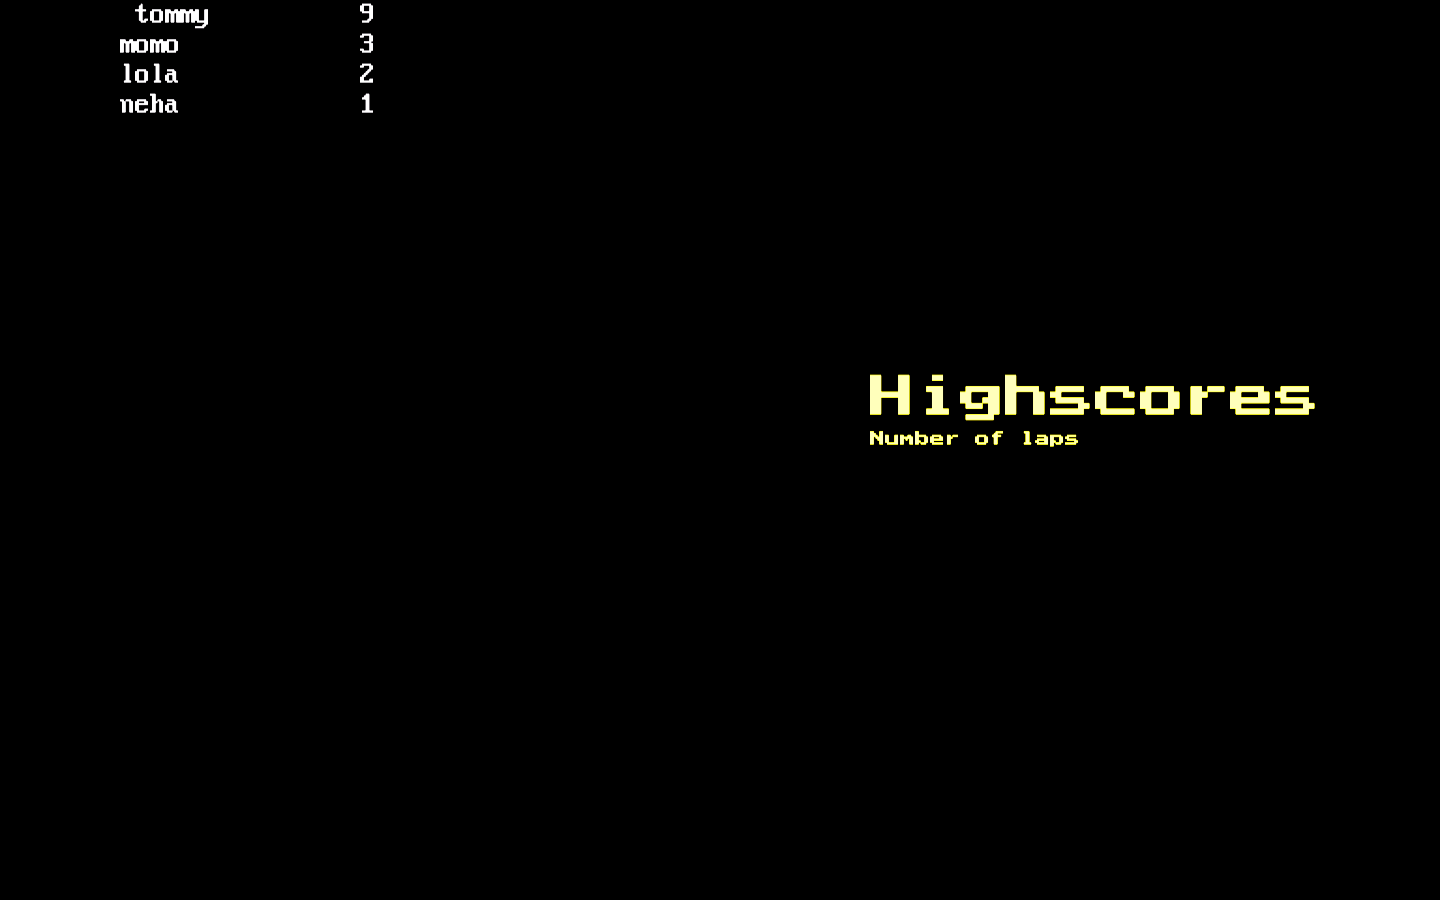 tommy 9
momo 3
lola 2
neha 1
Highscores
Number of laps